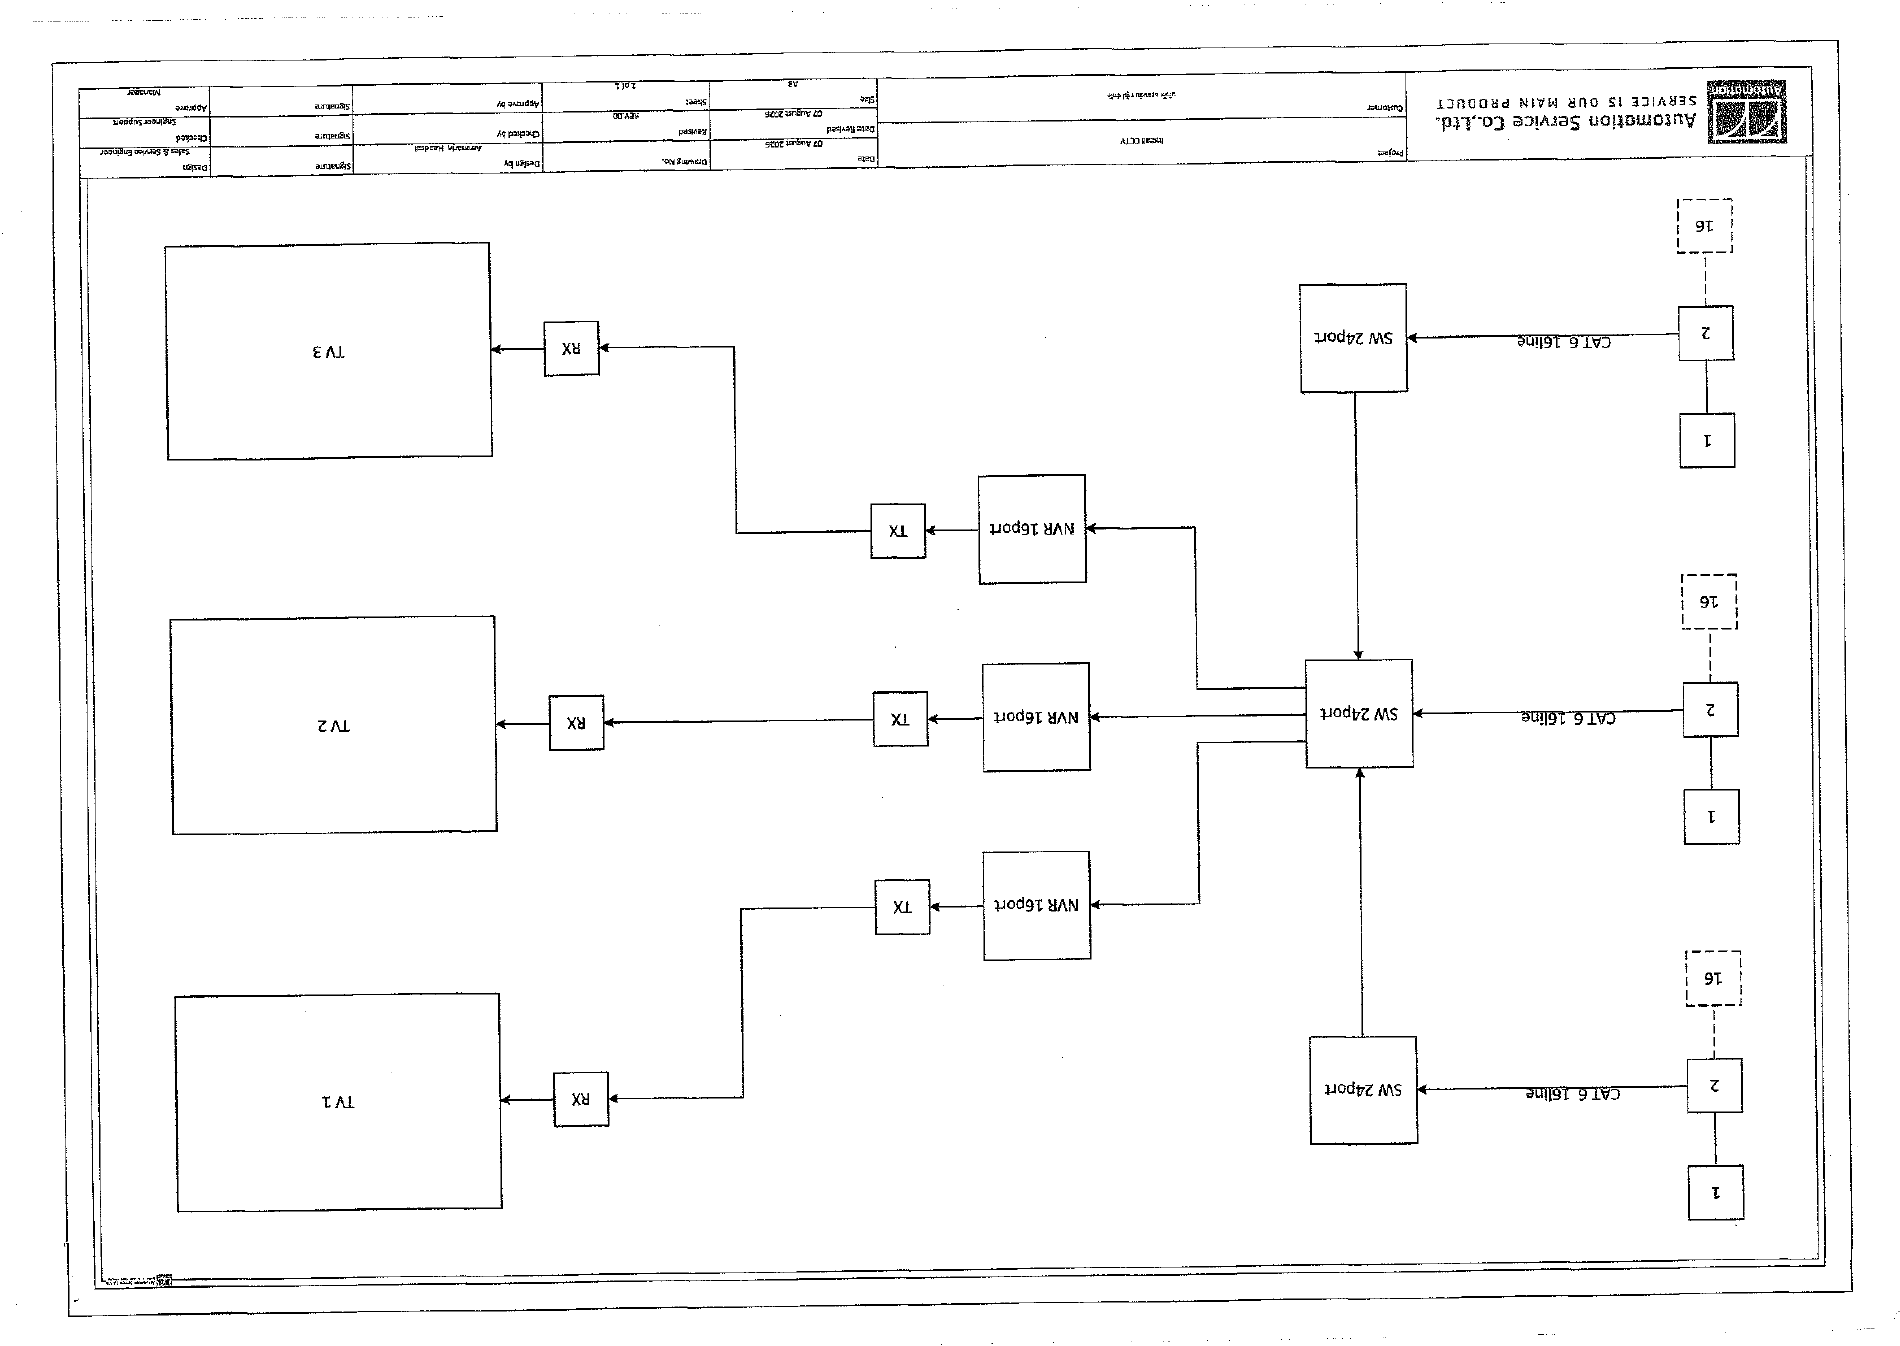 1
2
CAT.6 16line
SW 24port
16
RX
TV 1
NVR 16port
TX
1
2
CAT.6 16line
SW 24port
16
NVR 16port
TX
RX
TV 2
NVR 16port
TX
1
2
CAT.6 16line
SW 24port
16
RX
TV 3
Automation
Automation Service Co.,Ltd.
SERVICE IS OUR MAIN PRODUCT
Project
Install CCTV
Customer
Date
07 August
Date Revised
07 August
Size
A3
Drawing No.
Revised
REV.00
Sheet
1 of 1
Design by
Checked by
Approve by
Signature
Signature
Signature
Design
Sales & Service Engineer
Checked
Engineer Support
Approve
Manager